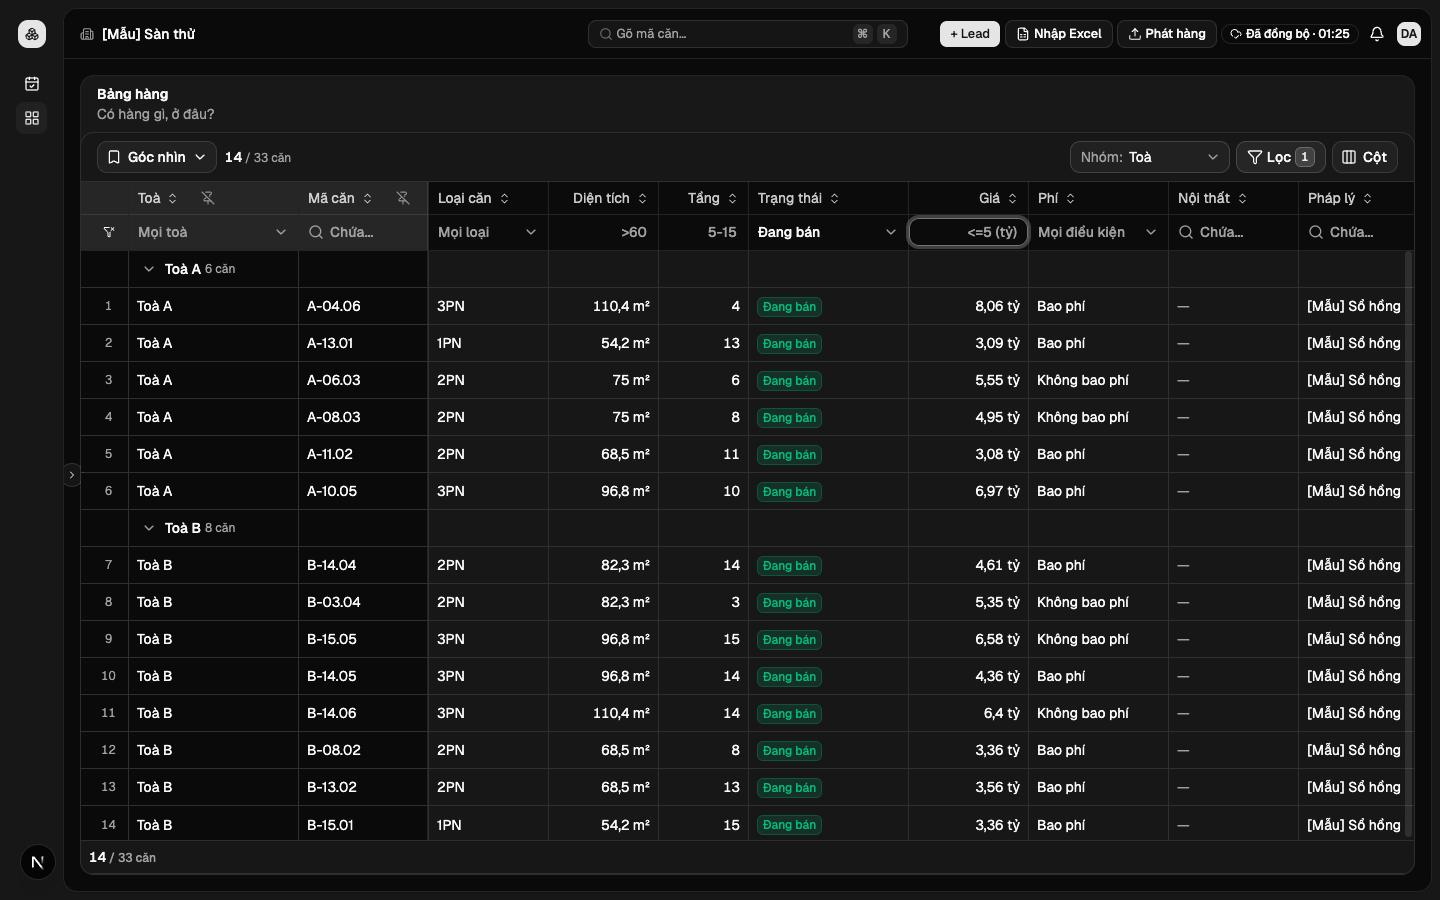 [Mẫu] Sàn thử
Gõ mã căn... ⌘ K
+ Lead
Nhập Excel
Phát hàng
Đã đồng bộ · 01:25
DA
Bảng hàng
Có hàng gì, ở đâu?
Góc nhìn 14 / 33 căn
Nhóm: Toà
Lọc 1
Cột
Toà Mã căn Loại căn Diện tích Tầng Trạng thái Giá Phí Nội thất Pháp lý
Mọi toà Chứa... Mọi loại >60 5-15 Đang bán <=5 (tỷ) Mọi điều kiện Chứa... Chứa...
Toà A 6 căn
1 Toà A A-04.06 3PN 110,4 m² 4 Đang bán 8,06 tỷ Bao phí — [Mẫu] Sổ hồng
2 Toà A A-13.01 1PN 54,2 m² 13 Đang bán 3,09 tỷ Bao phí — [Mẫu] Sổ hồng
3 Toà A A-06.03 2PN 75 m² 6 Đang bán 5,55 tỷ Không bao phí — [Mẫu] Sổ hồng
4 Toà A A-08.03 2PN 75 m² 8 Đang bán 4,95 tỷ Không bao phí — [Mẫu] Sổ hồng
5 Toà A A-11.02 2PN 68,5 m² 11 Đang bán 3,08 tỷ Bao phí — [Mẫu] Sổ hồng
6 Toà A A-10.05 3PN 96,8 m² 10 Đang bán 6,97 tỷ Bao phí — [Mẫu] Sổ hồng
Toà B 8 căn
7 Toà B B-14.04 2PN 82,3 m² 14 Đang bán 4,61 tỷ Bao phí — [Mẫu] Sổ hồng
8 Toà B B-03.04 2PN 82,3 m² 3 Đang bán 5,35 tỷ Không bao phí — [Mẫu] Sổ hồng
9 Toà B B-15.05 3PN 96,8 m² 15 Đang bán 6,58 tỷ Không bao phí — [Mẫu] Sổ hồng
10 Toà B B-14.05 3PN 96,8 m² 14 Đang bán 4,36 tỷ Bao phí — [Mẫu] Sổ hồng
11 Toà B B-14.06 3PN 110,4 m² 14 Đang bán 6,4 tỷ Không bao phí — [Mẫu] Sổ hồng
12 Toà B B-08.02 2PN 68,5 m² 8 Đang bán 3,36 tỷ Bao phí — [Mẫu] Sổ hồng
13 Toà B B-13.02 2PN 68,5 m² 13 Đang bán 3,56 tỷ Bao phí — [Mẫu] Sổ hồng
14 Toà B B-15.01 1PN 54,2 m² 15 Đang bán 3,36 tỷ Bao phí — [Mẫu] Sổ hồng
14 / 33 căn
N